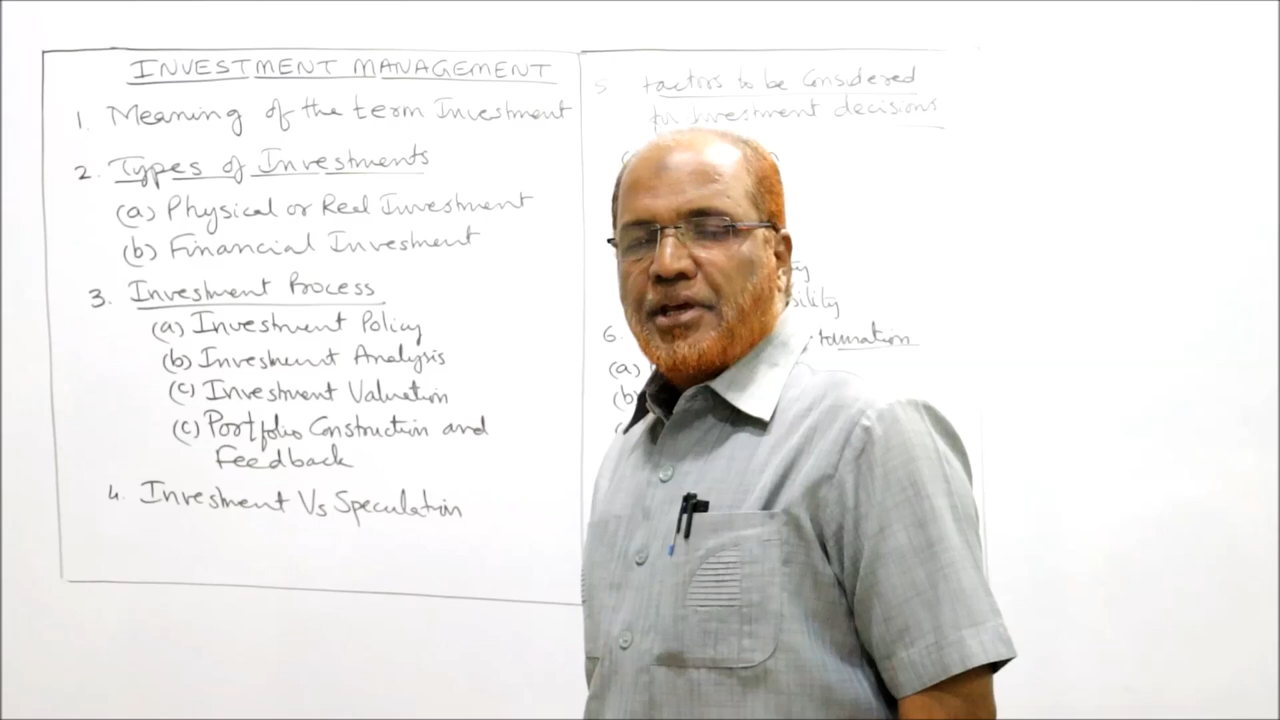 INVESTMENT MANAGEMENT
1. Meaning of the term Investment
2. Types of Investments
(a) Physical or Real Investment
(b) Financial Investment
3. Investment Process
(a) Investment Policy
(b) Investment Analysis
(c) Investment Valuation
(c) Portfolio Construction and
Feedback
4. Investment Vs Speculation
5 Factors to be Considered
for Investment decisions
6.
(a)
(b)